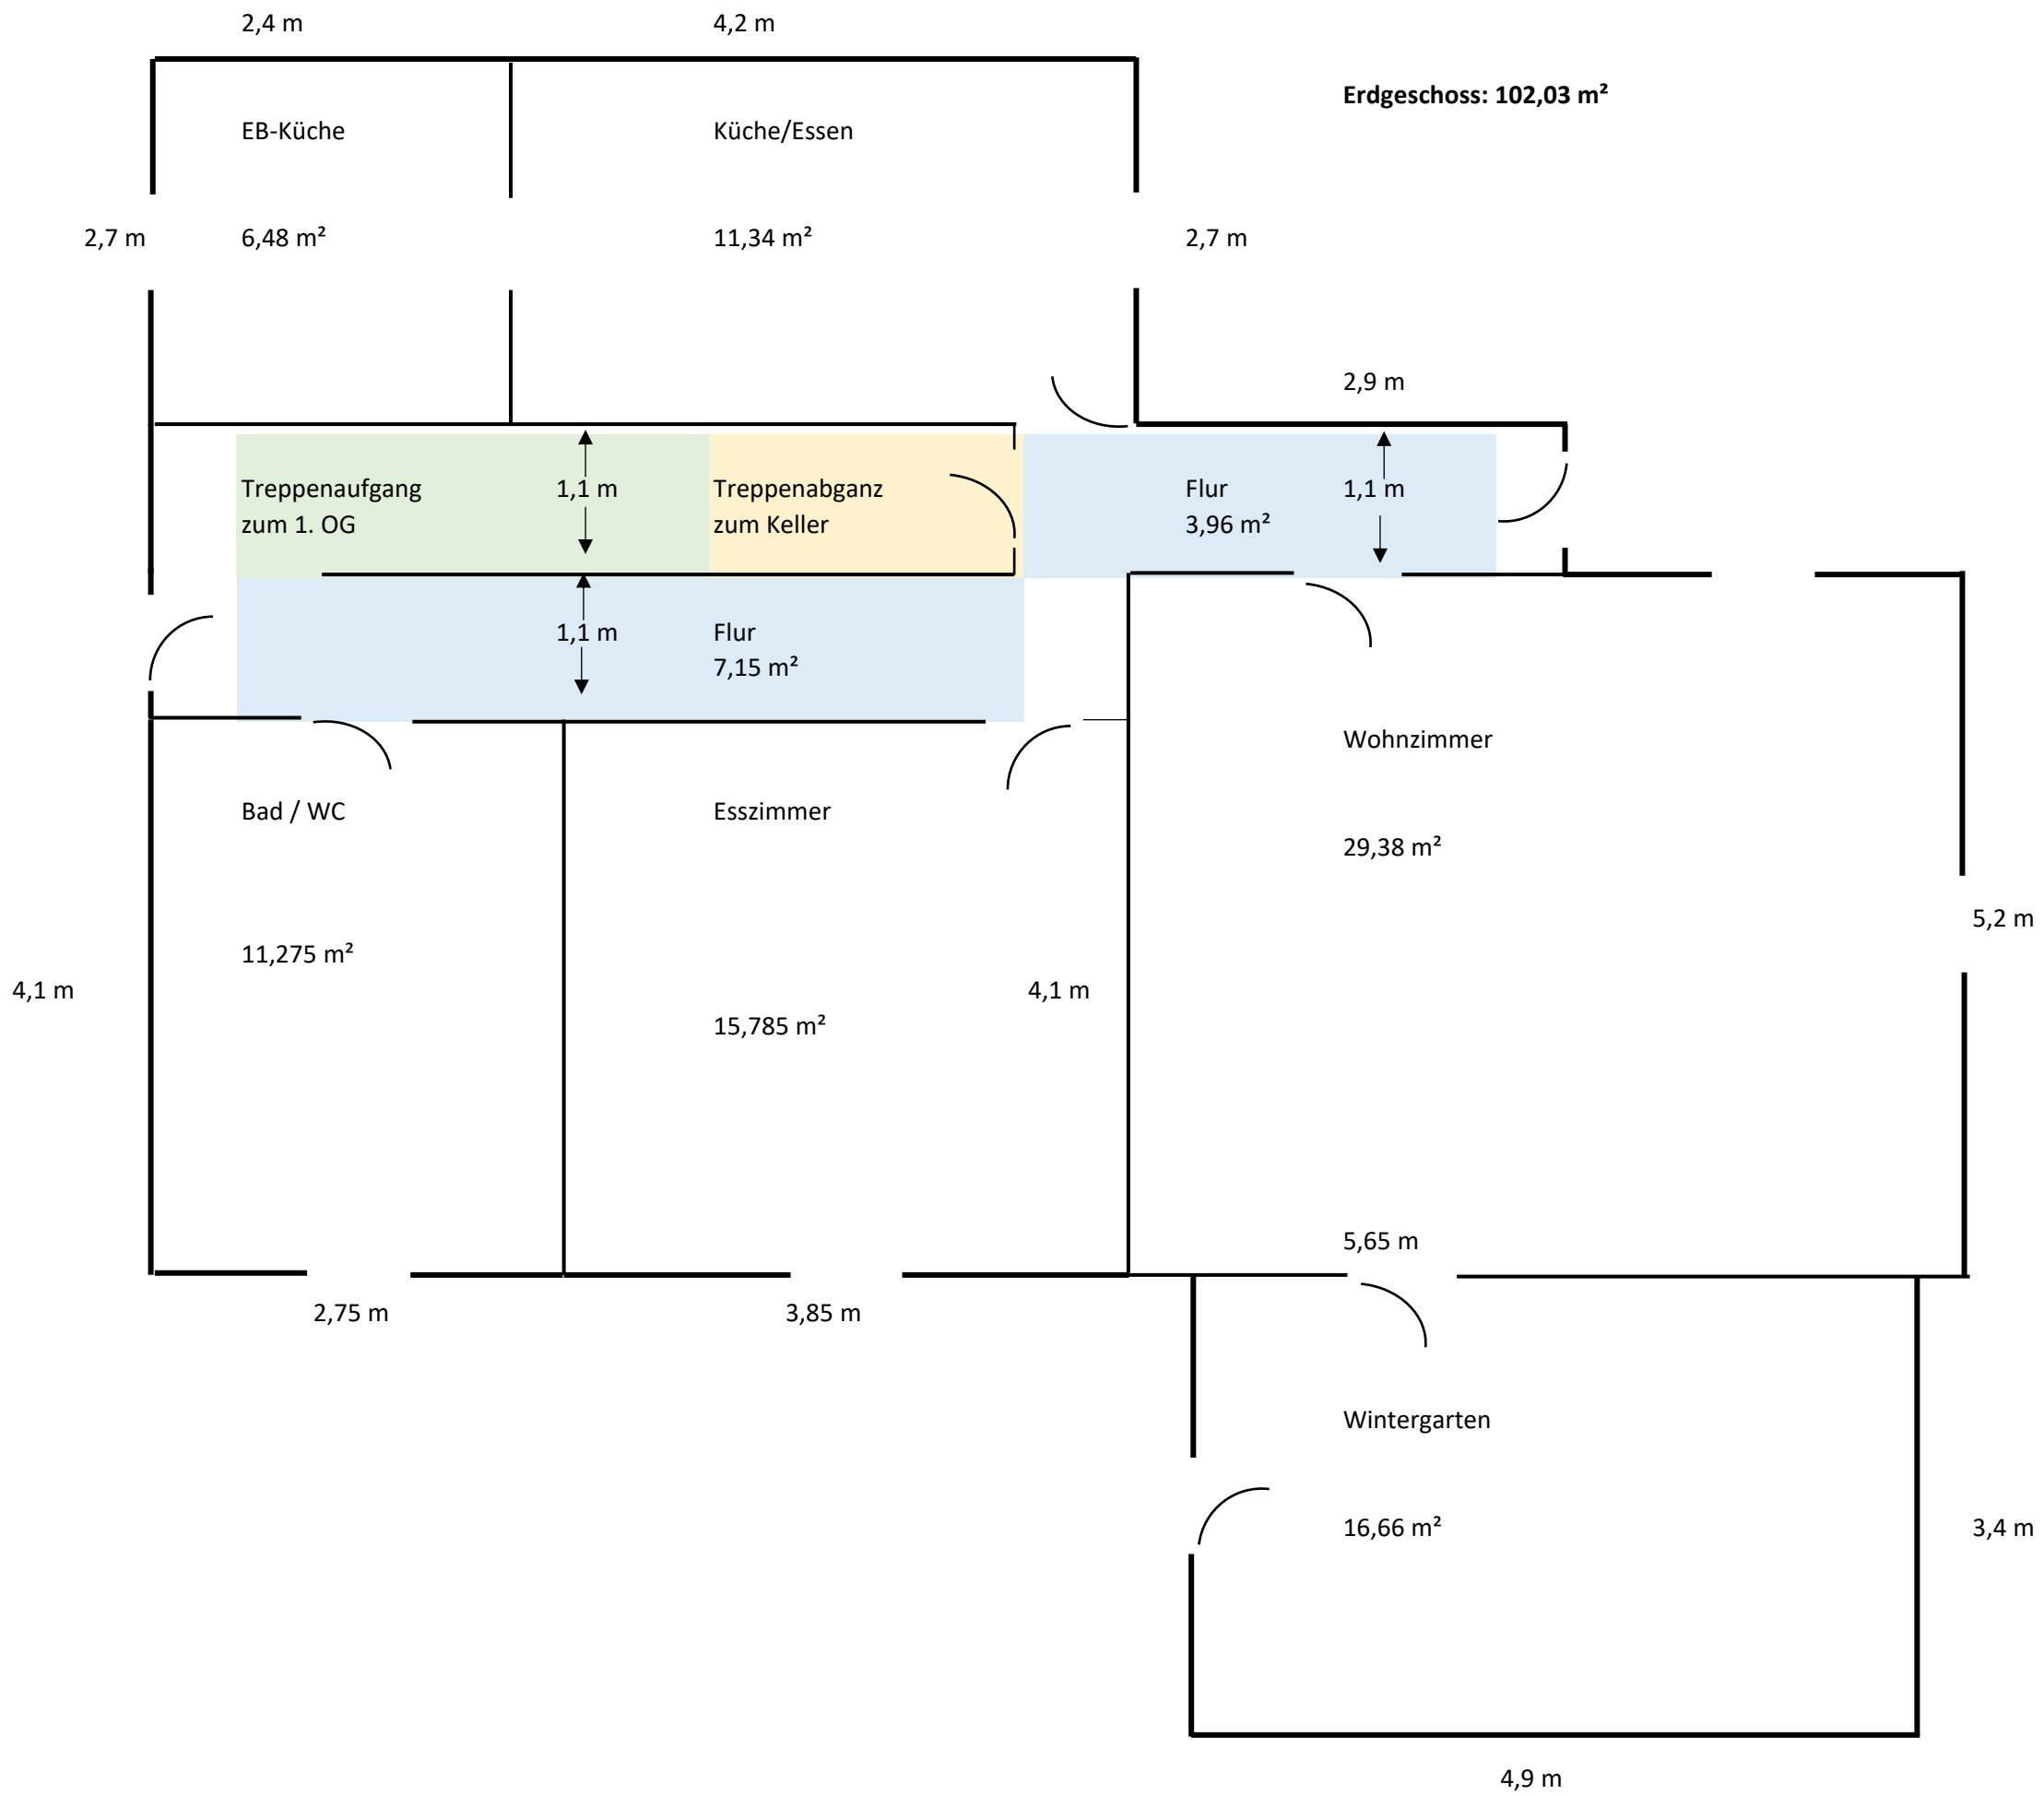 2,4 m 4,2 m
Erdgeschoss: 102,03 m²
EB-Küche Küche/Essen
2,7 m 6,48 m² 11,34 m² 2,7 m
2,9 m
Treppenaufgang 1,1 m Treppenabganz Flur 1,1 m
zum 1. OG zum Keller 3,96 m²
1,1 m Flur
7,15 m²
Wohnzimmer
Bad / WC Esszimmer
29,38 m²
5,2 m
11,275 m²
4,1 m 4,1 m
15,785 m²
5,65 m
2,75 m 3,85 m
Wintergarten
16,66 m² 3,4 m
4,9 m